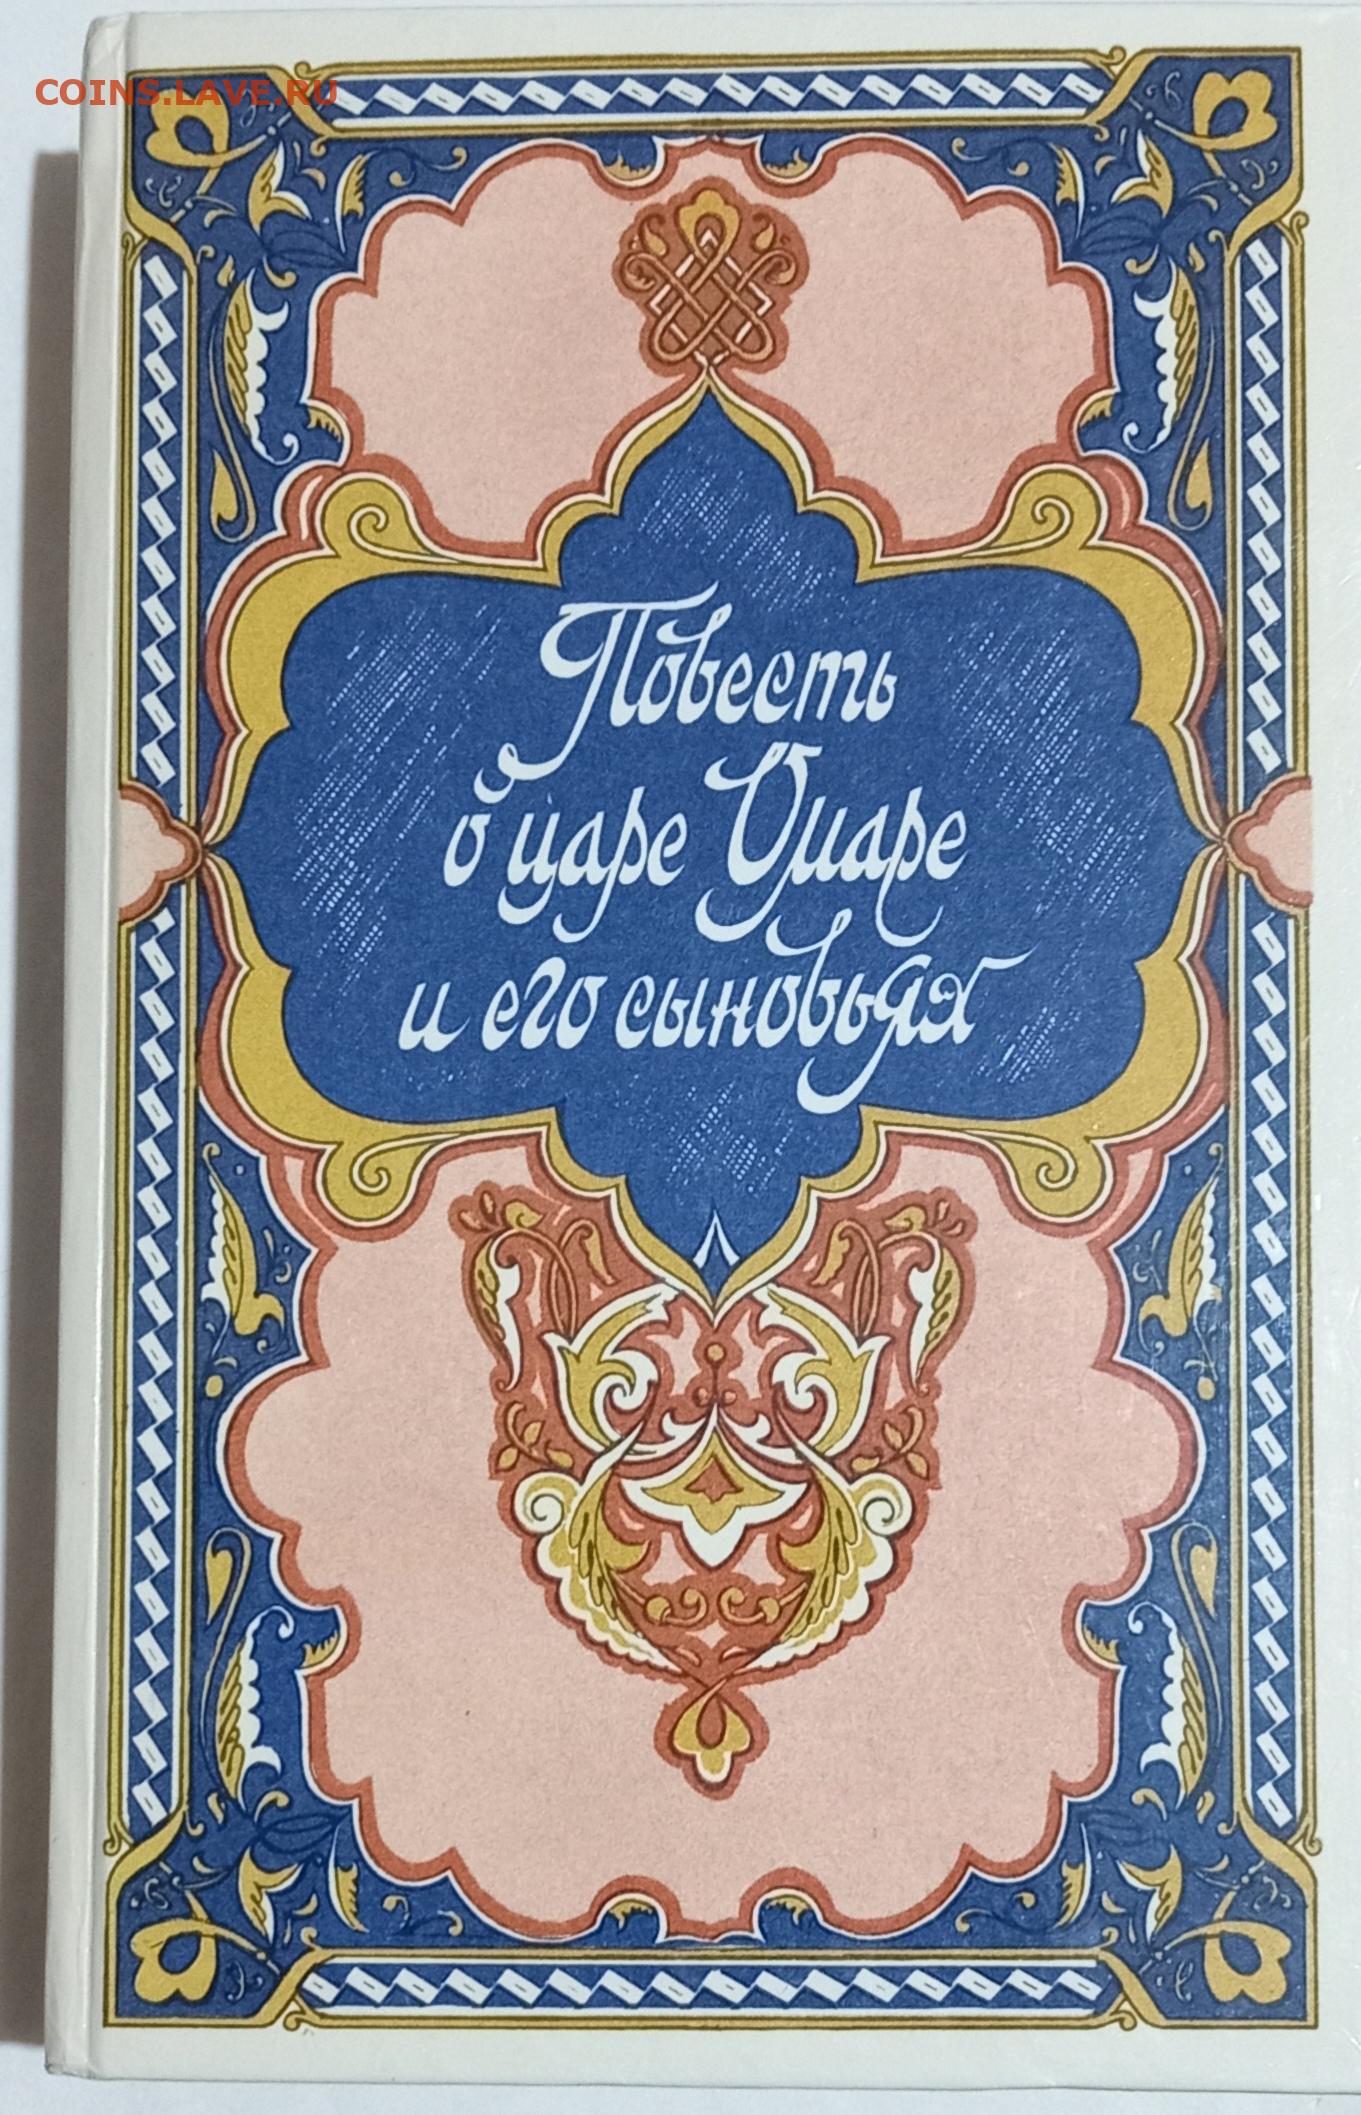 COINS.LAVE.RU
Повесть
о царе Омаре
и его сыновьях